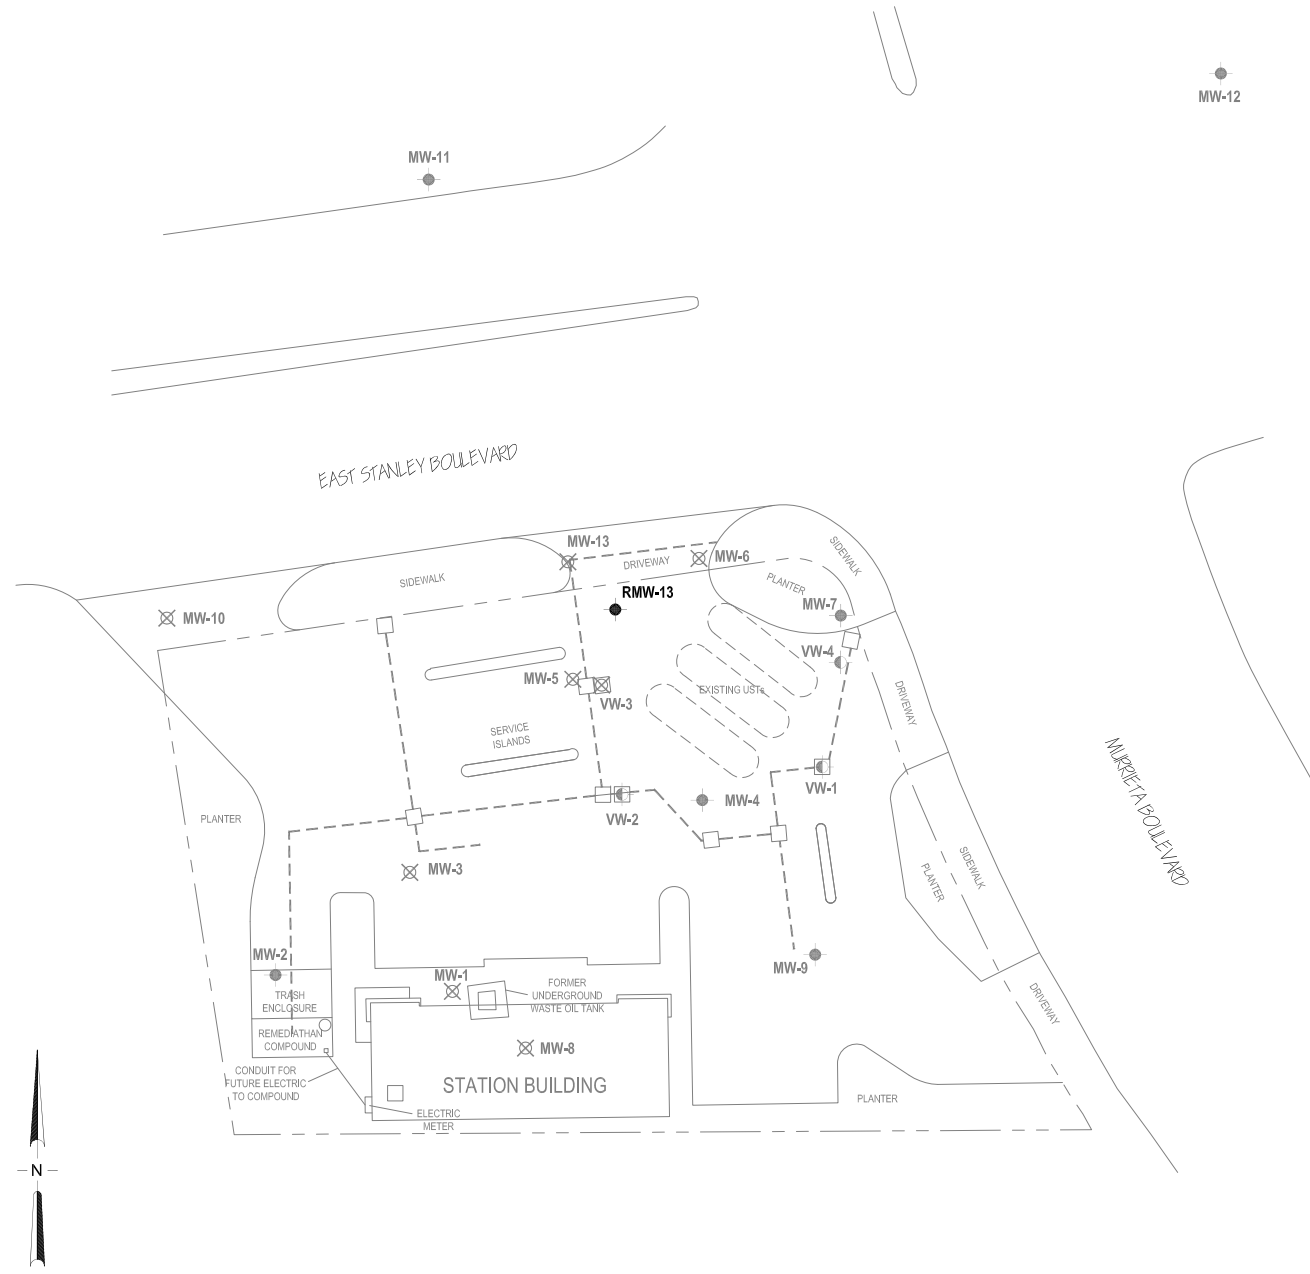 MW-12
MW-11
EAST STANLEY BOULEVARD
MW-13
SIDEWALK
DRIVEWAY
MW-6
SIDEWALK
PLANTER
RMW-13
MW-7
MW-10
VW-4
MW-5
VW-3
EXISTING USTs
DRIVEWAY
SERVICE
ISLANDS
MURRIETA BOULEVARD
VW-1
MW-4
VW-2
PLANTER
MW-3
SIDEWALK
PLANTER
MW-2
MW-1
MW-9
FORMER
UNDERGROUND
WASTE OIL TANK
TRASH
ENCLOSURE
DRIVEWAY
REMEDIATHAN
COMPOUND
MW-8
CONDUIT FOR
FUTURE ELECTRIC
TO COMPOUND
STATION BUILDING
PLANTER
ELECTRIC
METER
N